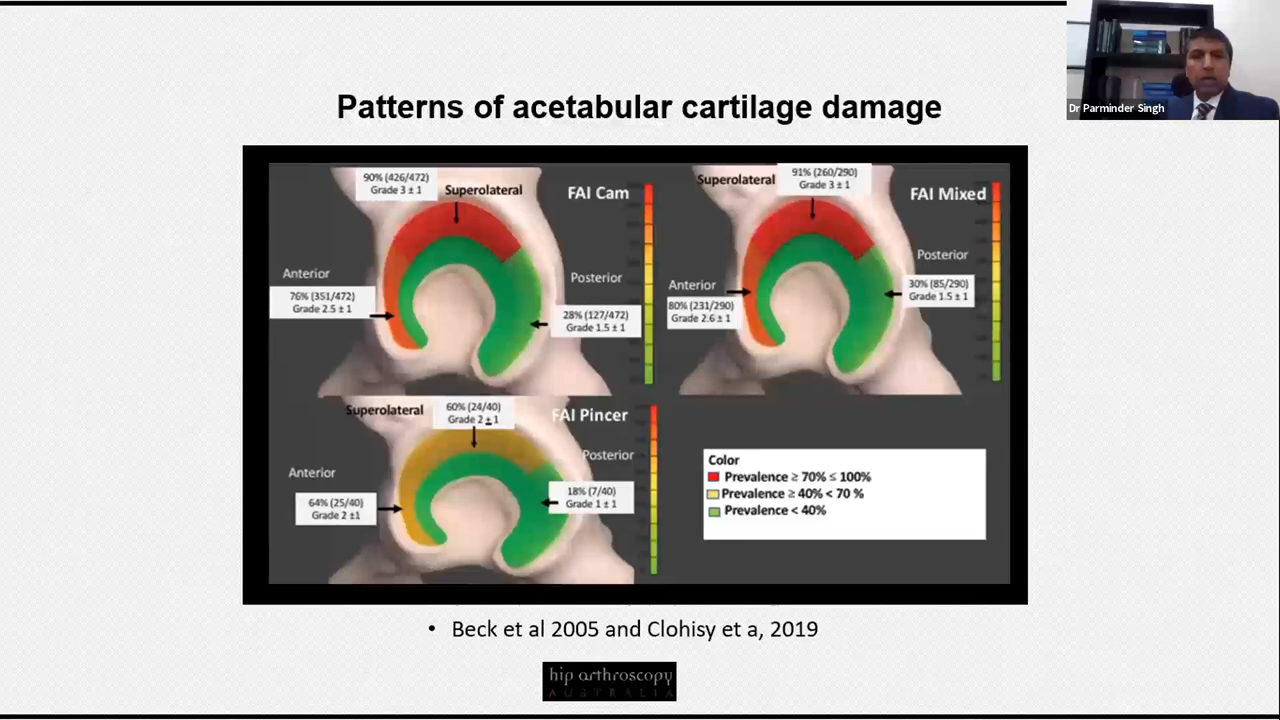 Dr Parminder Singh
Patterns of acetabular cartilage damage
90% (426/472)
Grade 3 ± 1
Superolateral
FAI Cam
Anterior
76% (351/472)
Grade 2.5 ± 1
Posterior
28% (127/472)
Grade 1.5 ± 1
Superolateral
91% (260/290)
Grade 3 ± 1
FAI Mixed
Anterior
80% (231/290)
Grade 2.6 ± 1
Posterior
30% (85/290)
Grade 1.5 ± 1
Superolateral
60% (24/40)
Grade 2 ± 1
FAI Pincer
Anterior
64% (25/40)
Grade 2 ±1
Posterior
18% (7/40)
Grade 1 ± 1
Color
Prevalence ≥ 70% ≤ 100%
Prevalence ≥ 40% < 70 %
Prevalence < 40%
• Beck et al 2005 and Clohisy et a, 2019
hip arthroscopy
AUSTRALIA